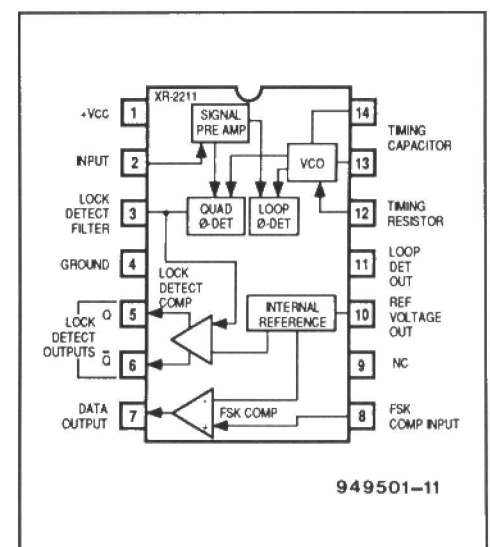 XR-2211
+VCC 1
SIGNAL
PRE AMP
14
TIMING
CAPACITOR
INPUT 2
VCO
13
LOCK
DETECT
FILTER
3
QUAD
Ø-DET
LOOP
Ø-DET
12
TIMING
RESISTOR
GROUND 4
11
LOOP
DET
OUT
LOCK
DETECT
COMP
LOCK
DETECT
OUTPUTS
Q 5
Q̅ 6
INTERNAL
REFERENCE
10
REF
VOLTAGE
OUT
9 NC
DATA
OUTPUT
7
-
+
FSK COMP
8
FSK
COMP INPUT
949501-11